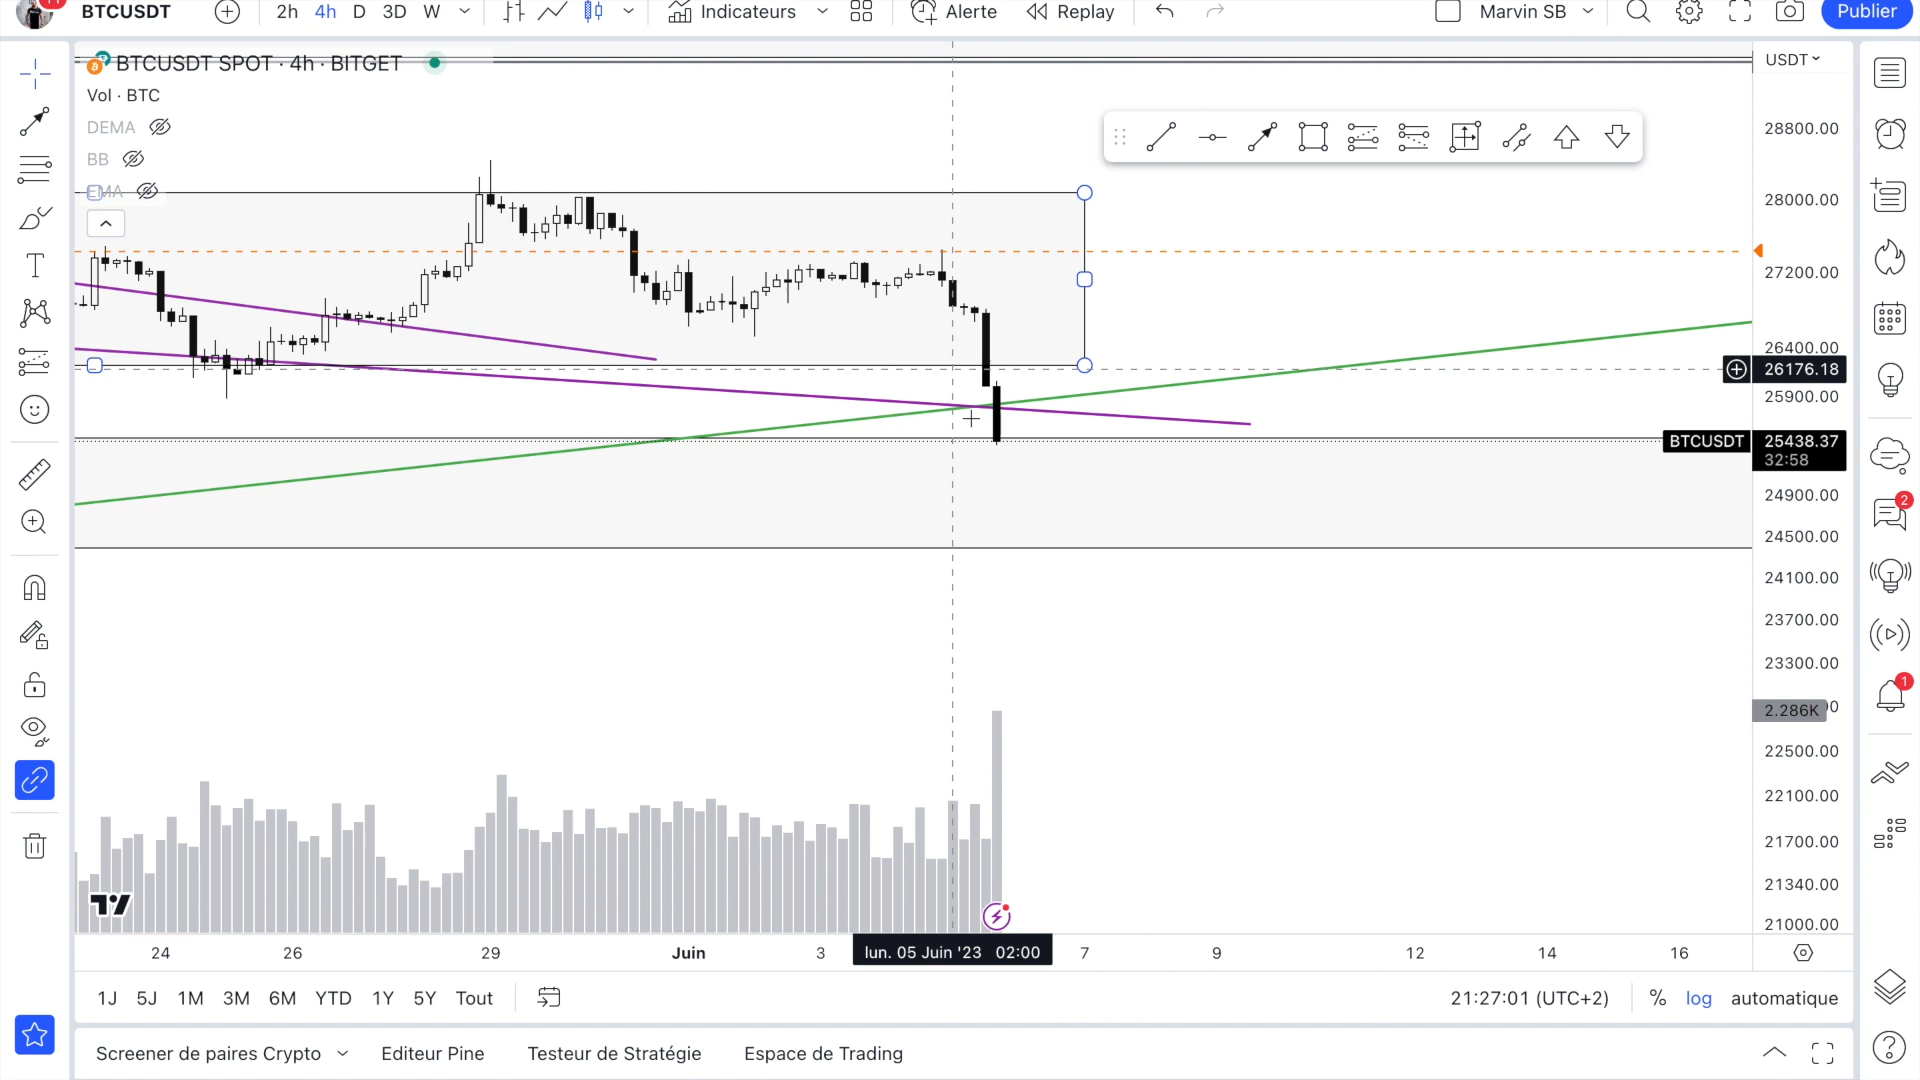 11
BTCUSDT 2h 4h D 3D W Indicateurs Alerte Replay Marvin SB Publier
BTCUSDT SPOT · 4h · BITGET
USDT
Vol · BTC
DEMA
BB
EMA
28800.00
28000.00
27200.00
26400.00
26176.18
25900.00
BTCUSDT 25438.37
32:58
24900.00
24500.00
24100.00
23700.00
23300.00
2.286K
22500.00
22100.00
21700.00
21340.00
21000.00
2
1
24 26 29 Juin 3 lun. 05 Juin '23 02:00 7 9 12 14 16
1J 5J 1M 3M 6M YTD 1Y 5Y Tout 21:27:01 (UTC+2) % log automatique
Screener de paires Crypto Editeur Pine Testeur de Stratégie Espace de Trading